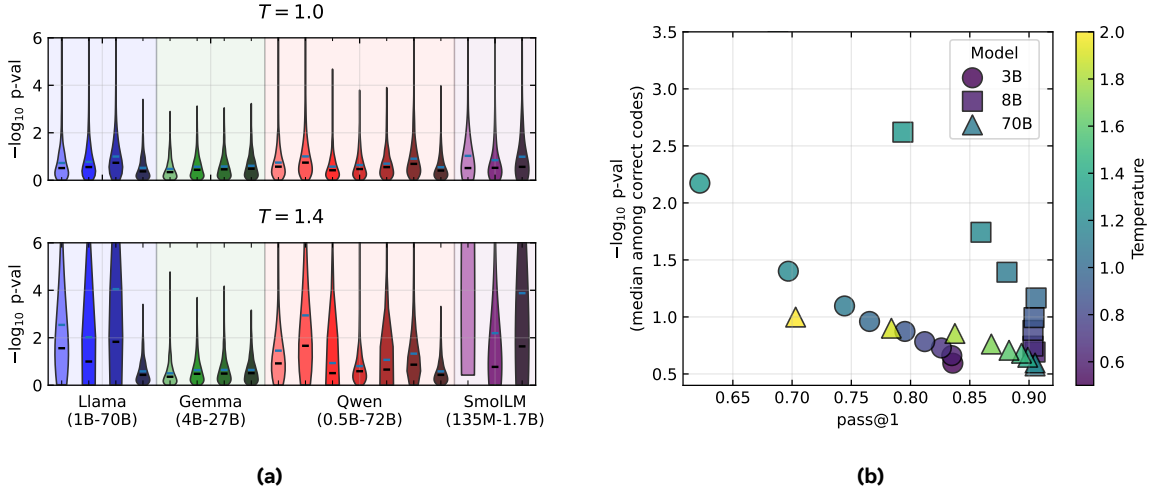 T = 1.0
−log₁₀ p-val
6
4
2
0
T = 1.4
−log₁₀ p-val
6
4
2
0
Llama
(1B-70B)
Gemma
(4B-27B)
Qwen
(0.5B-72B)
SmolLM
(135M-1.7B)
(a)
−log₁₀ p-val
(median among correct codes)
3.5
3.0
2.5
2.0
1.5
1.0
0.5
0.65
0.70
0.75
0.80
0.85
0.90
pass@1
Model
3B
8B
70B
2.0
1.8
1.6
1.4
1.2
1.0
0.8
0.6
Temperature
(b)